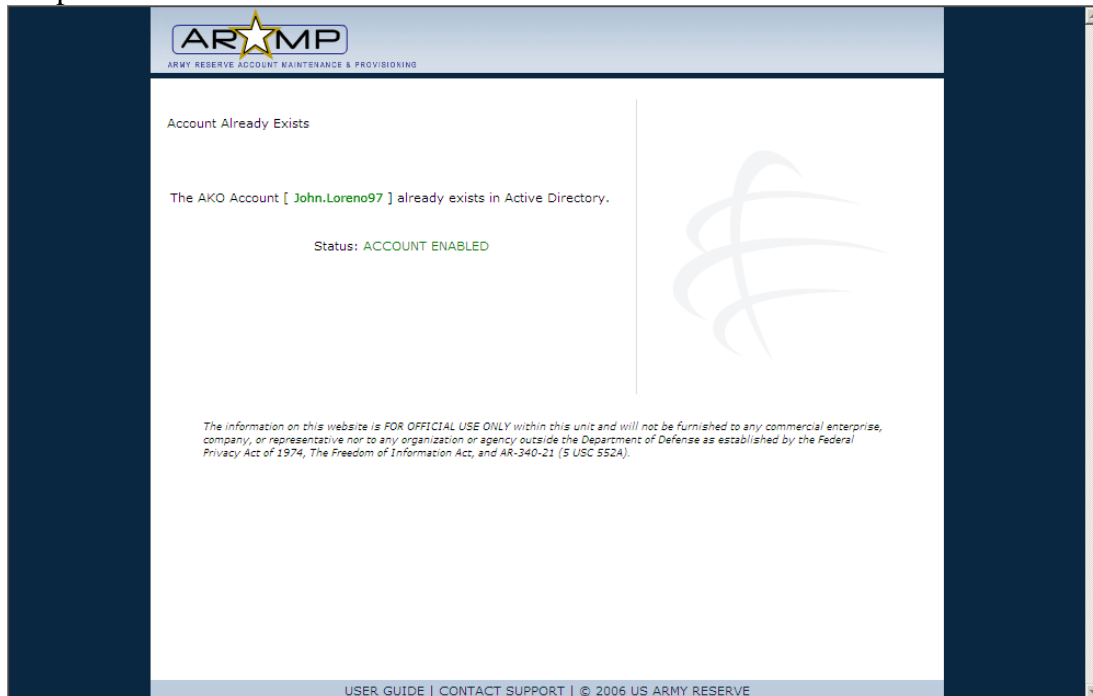 AR MP
ARMY RESERVE ACCOUNT MAINTENANCE & PROVISIONING
Account Already Exists
The AKO Account [ John.Loreno97 ] already exists in Active Directory.
Status: ACCOUNT ENABLED
The information on this website is FOR OFFICIAL USE ONLY within this unit and will not be furnished to any commercial enterprise,
company, or representative nor to any organization or agency outside the Department of Defense as established by the Federal
Privacy Act of 1974, The Freedom of Information Act, and AR-340-21 (5 USC 552A).
USER GUIDE | CONTACT SUPPORT | © 2006 US ARMY RESERVE